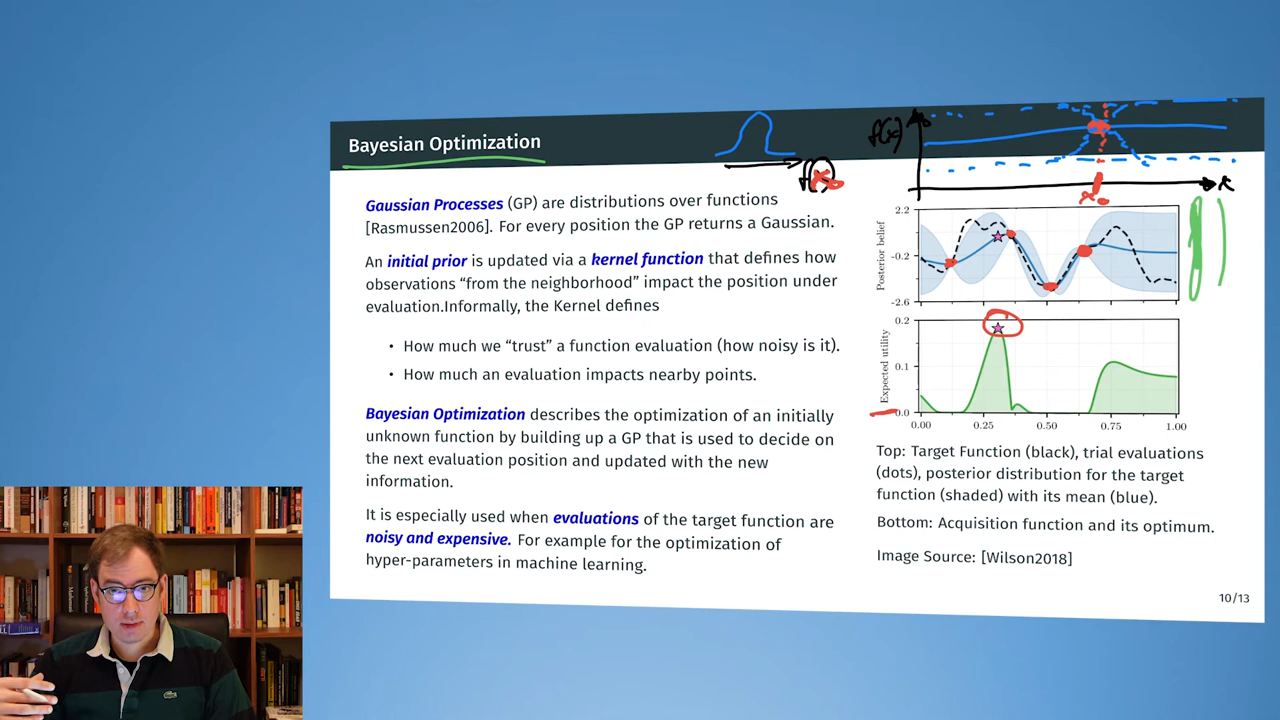 Bayesian Optimization
f(x)
f(x₀)
x
x₀
Gaussian Processes (GP) are distributions over functions
[Rasmussen2006]. For every position the GP returns a Gaussian.
An initial prior is updated via a kernel function that defines how
observations “from the neighborhood” impact the position under
evaluation.Informally, the Kernel defines
• How much we “trust” a function evaluation (how noisy is it).
• How much an evaluation impacts nearby points.
Bayesian Optimization describes the optimization of an initially
unknown function by building up a GP that is used to decide on
the next evaluation position and updated with the new
information.
It is especially used when evaluations of the target function are
noisy and expensive. For example for the optimization of
hyper-parameters in machine learning.
Posterior belief
2.2
-0.2
-2.6
Expected utility
0.2
0.1
0.0
0.00 0.25 0.50 0.75 1.00
Top: Target Function (black), trial evaluations
(dots), posterior distribution for the target
function (shaded) with its mean (blue).
Bottom: Acquisition function and its optimum.
Image Source: [Wilson2018]
10/13